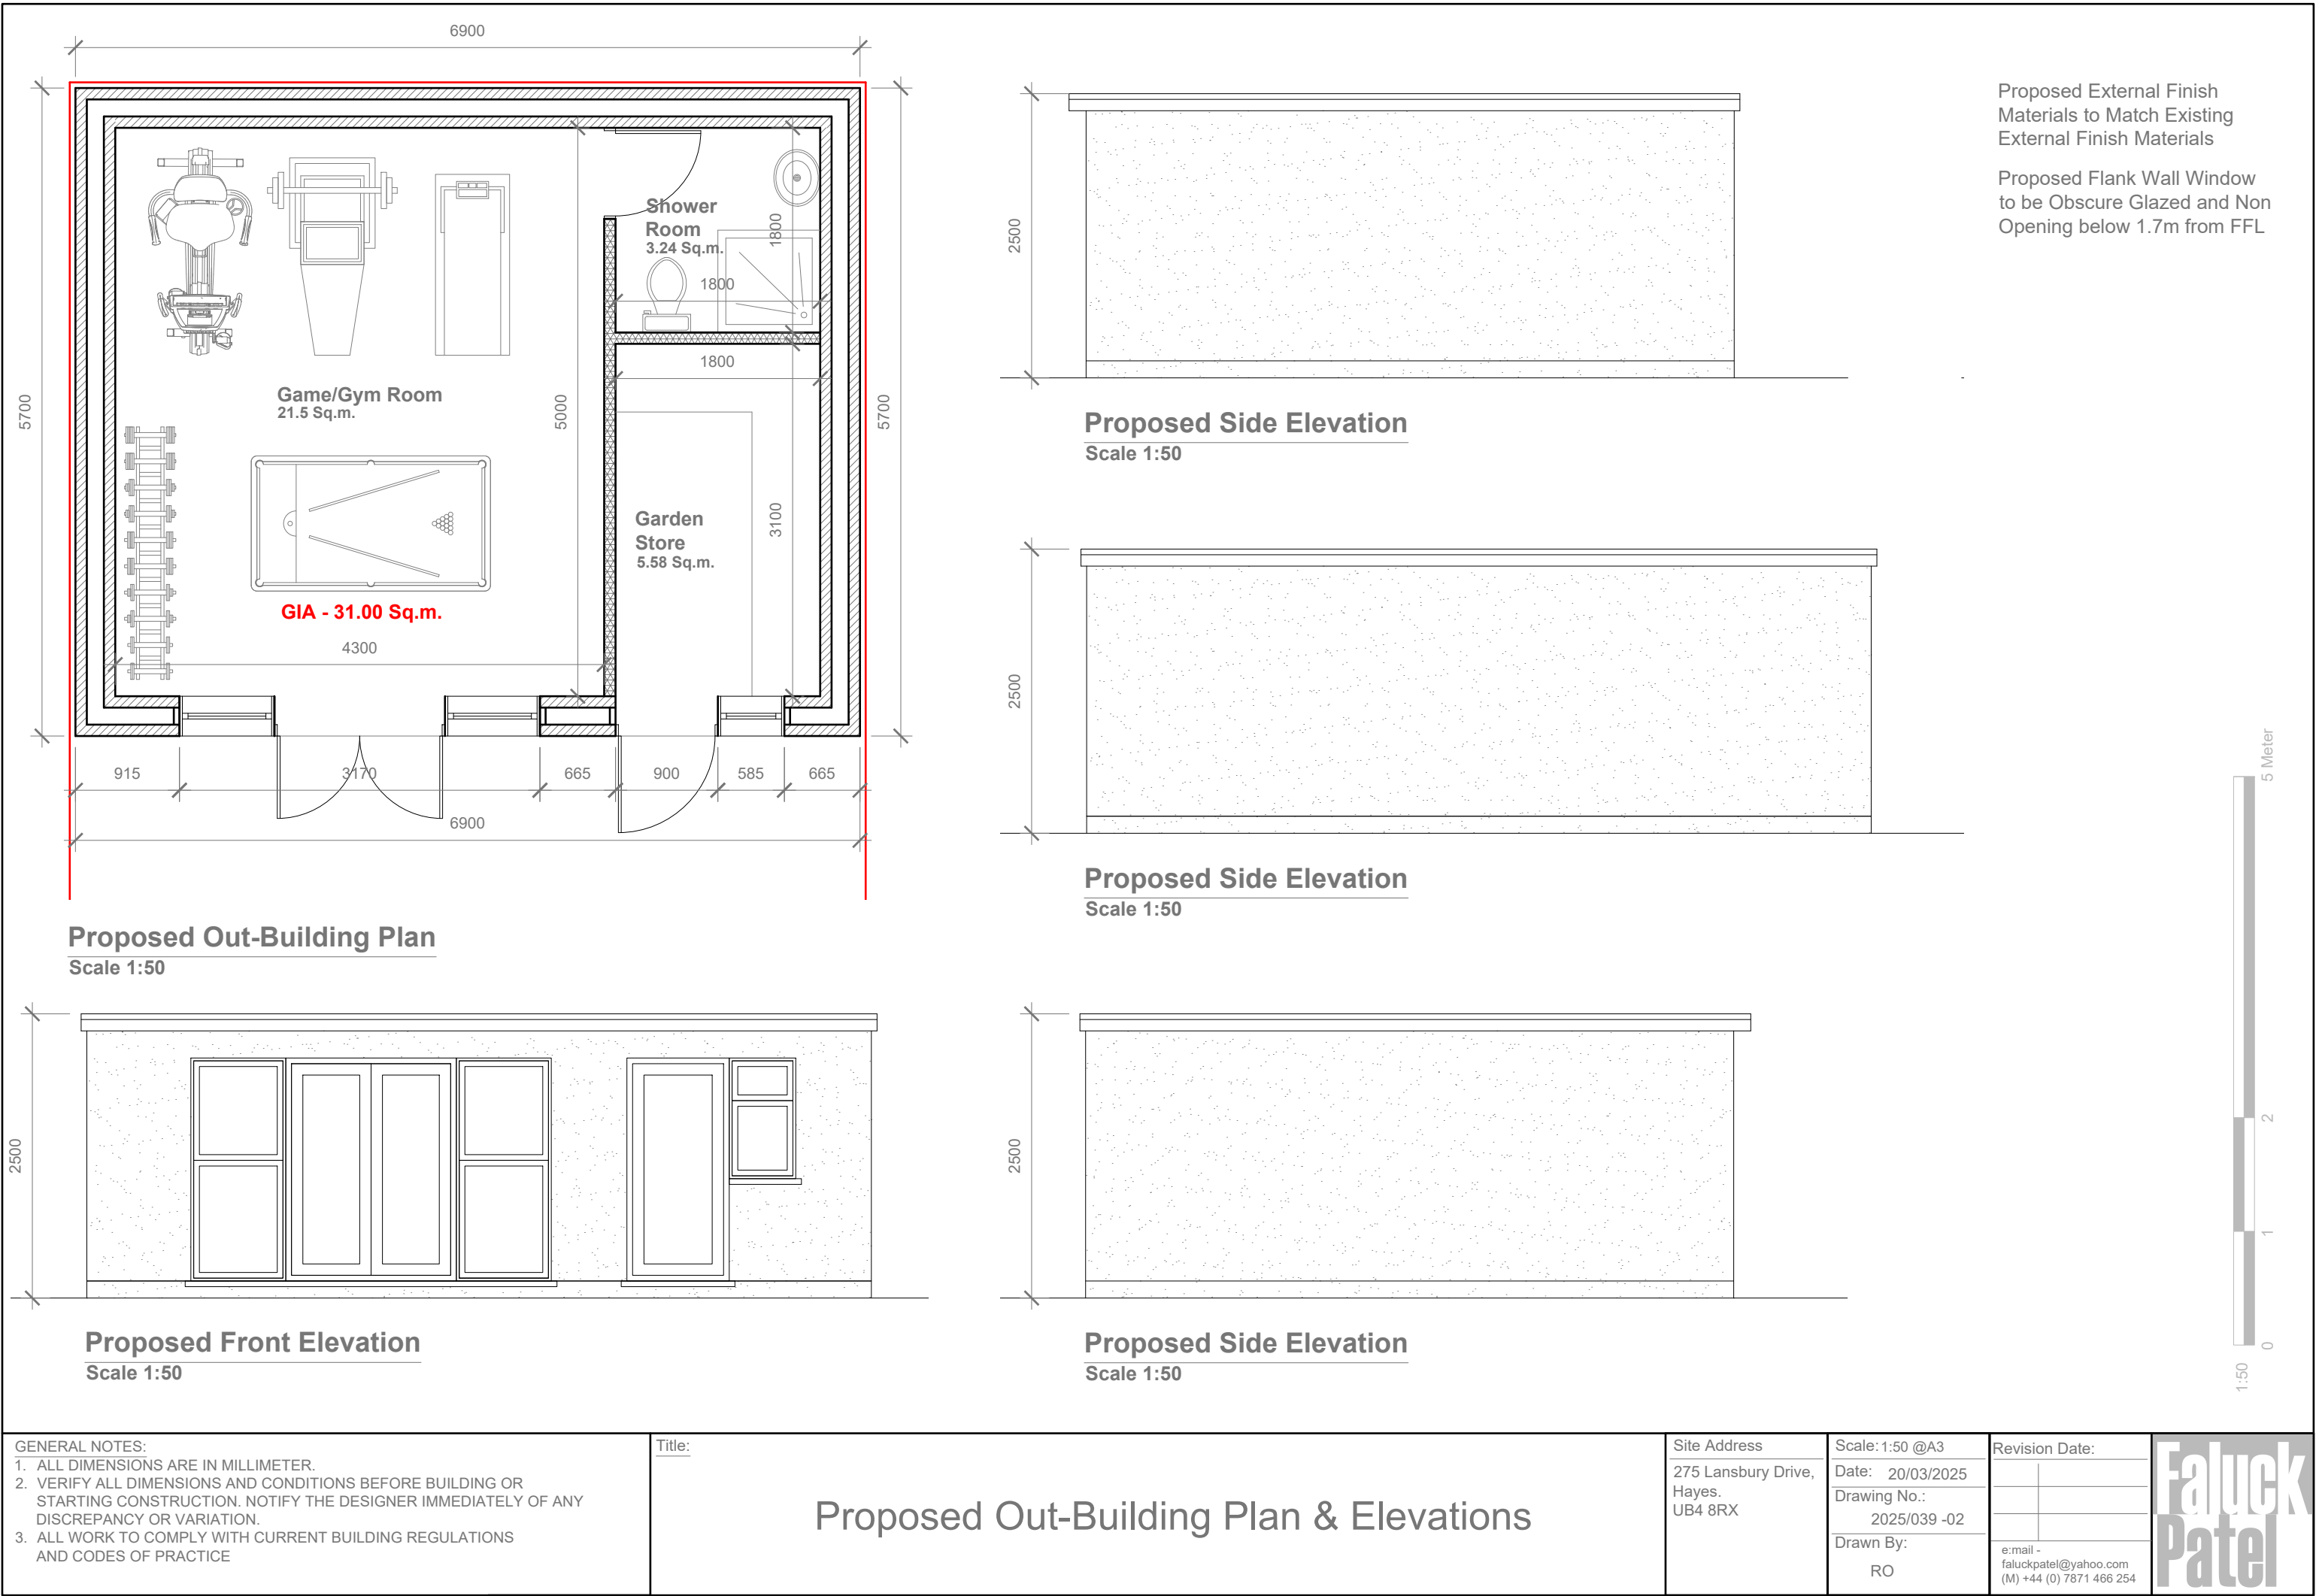 6900
5700
5700
Shower
Room
3.24 Sq.m.
1800
1800
1800
Game/Gym Room
21.5 Sq.m.
5000
Garden
Store
5.58 Sq.m.
3100
GIA - 31.00 Sq.m.
4300
915
3170
665
900
585
665
6900
Proposed Out-Building Plan
Scale 1:50
2500
Proposed Side Elevation
Scale 1:50
Proposed External Finish
Materials to Match Existing
External Finish Materials
Proposed Flank Wall Window
to be Obscure Glazed and Non
Opening below 1.7m from FFL
2500
Proposed Side Elevation
Scale 1:50
2500
Proposed Front Elevation
Scale 1:50
2500
Proposed Side Elevation
Scale 1:50
5 Meter
2
1
0
1:50
GENERAL NOTES:
1. ALL DIMENSIONS ARE IN MILLIMETER.
2. VERIFY ALL DIMENSIONS AND CONDITIONS BEFORE BUILDING OR
STARTING CONSTRUCTION. NOTIFY THE DESIGNER IMMEDIATELY OF ANY
DISCREPANCY OR VARIATION.
3. ALL WORK TO COMPLY WITH CURRENT BUILDING REGULATIONS
AND CODES OF PRACTICE
Title:
Proposed Out-Building Plan & Elevations
Site Address
275 Lansbury Drive,
Hayes.
UB4 8RX
Scale: 1:50 @A3
Date: 20/03/2025
Drawing No.:
2025/039 -02
Drawn By:
RO
Revision Date:
e:mail -
faluckpatel@yahoo.com
(M) +44 (0) 7871 466 254
Faluck
Patel